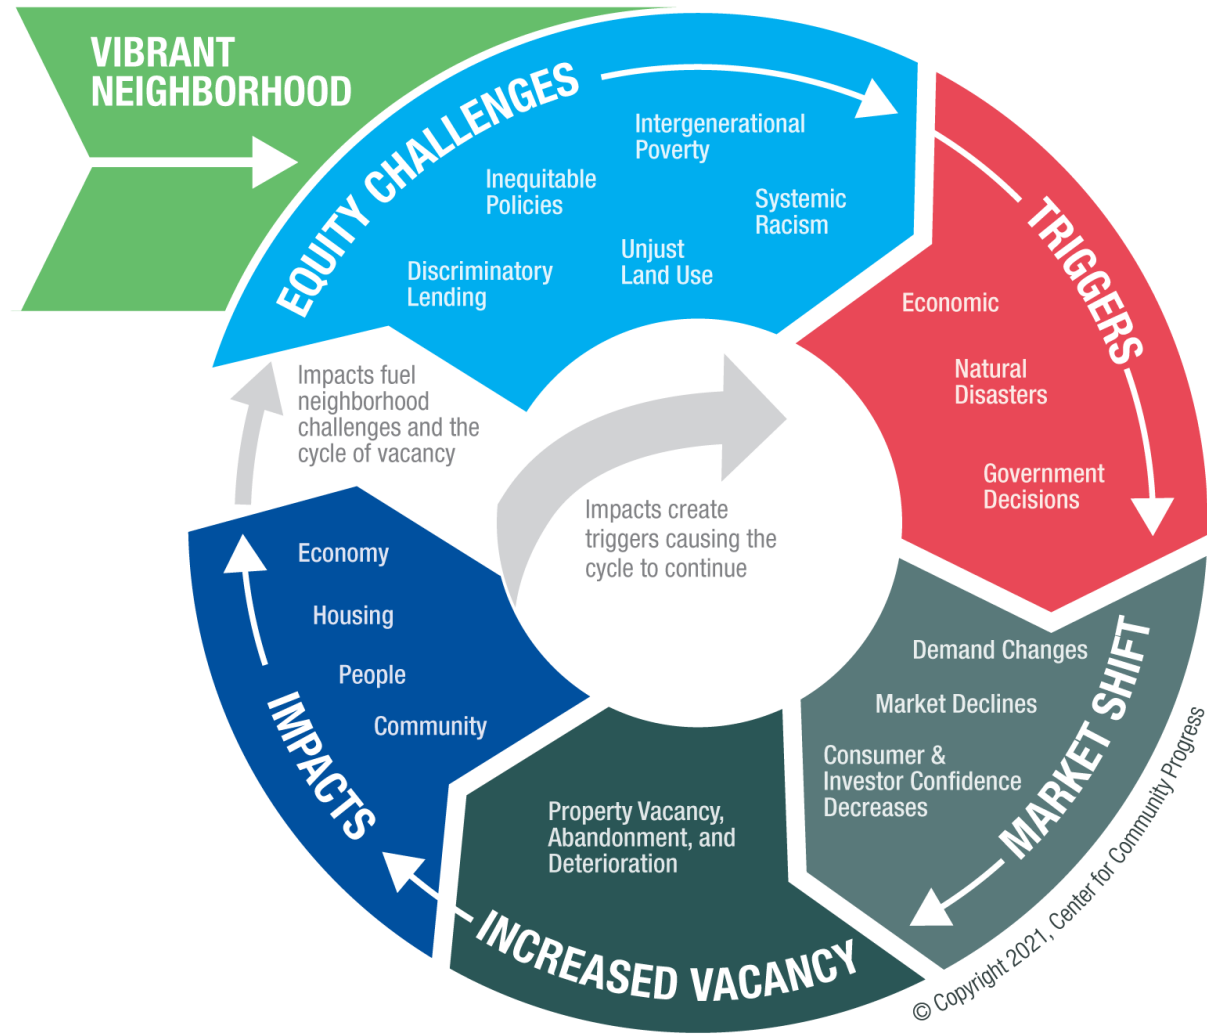 VIBRANT
NEIGHBORHOOD
EQUITY CHALLENGES
Intergenerational
Poverty
Inequitable
Policies
Systemic
Racism
Unjust
Land Use
Discriminatory
Lending
TRIGGERS
Economic
Natural
Disasters
Government
Decisions
MARKET SHIFT
Demand Changes
Market Declines
Consumer &
Investor Confidence
Decreases
INCREASED VACANCY
Property Vacancy,
Abandonment, and
Deterioration
IMPACTS
Economy
Housing
People
Community
Impacts fuel
neighborhood
challenges and the
cycle of vacancy
Impacts create
triggers causing the
cycle to continue
© Copyright 2021, Center for Community Progress